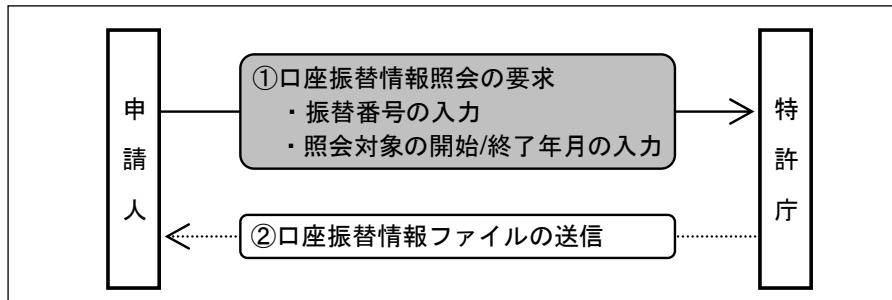 申請人
①口座振替情報照会の要求
・振替番号の入力
・照会対象の開始/終了年月の入力
②口座振替情報ファイルの送信
特許庁